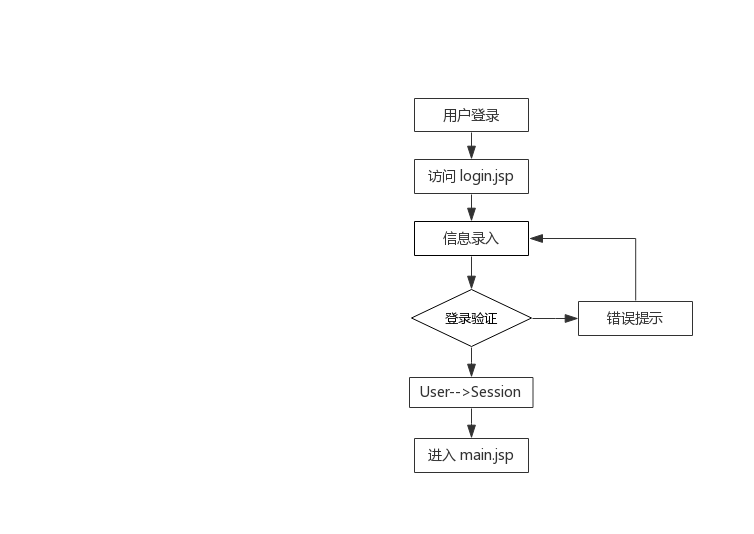 用户登录
访问 login.jsp
信息录入
登录验证
错误提示
User-->Session
进入 main.jsp